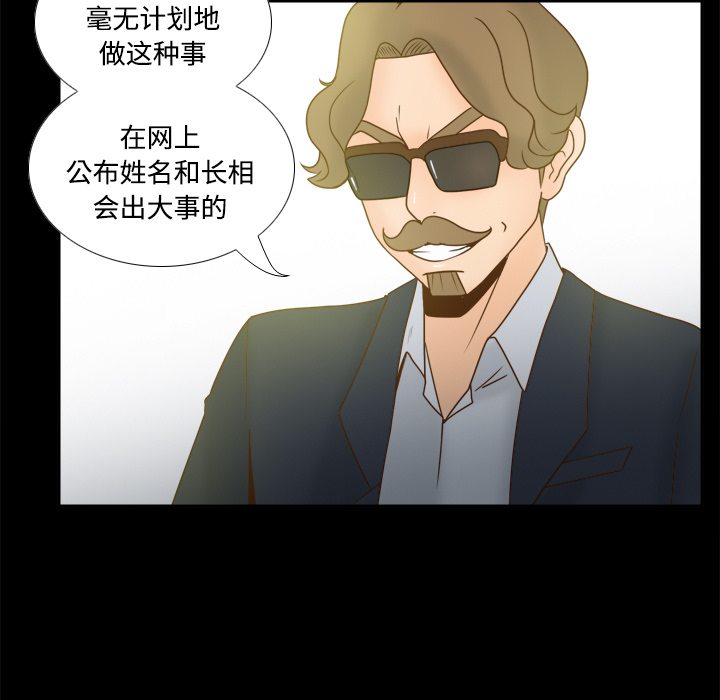 毫无计划地
做这种事
在网上
公布姓名和长相
会出大事的